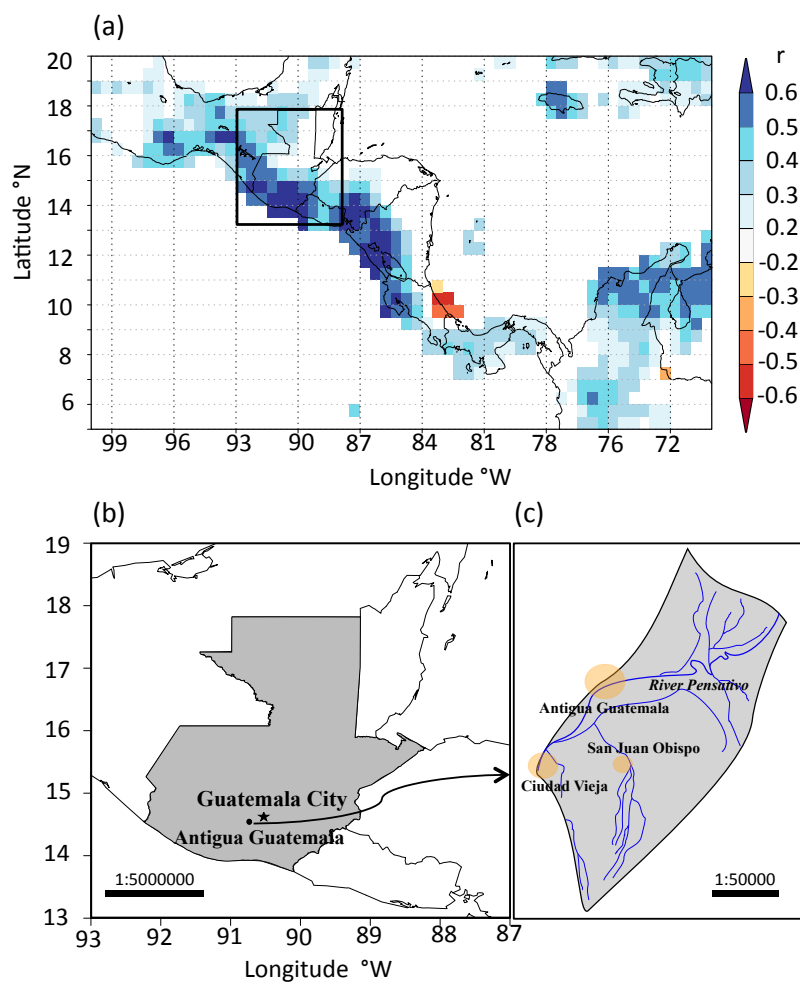 (a)
r
20
18
16
14
12
10
8
6
Latitude °N
99 96 93 90 87 84 81 78 75 72
Longitude °W
0.6
0.5
0.4
0.3
0.2
-0.3
-0.4
-0.5
-0.6
(b)
19
18
17
16
15
14
13
Guatemala City
Antigua Guatemala
1:5000000
93 92 91 90 89 88 87
Longitude °W
(c)
River Pensativo
Antigua Guatemala
San Juan Obispo
Ciudad Vieja
1:50000